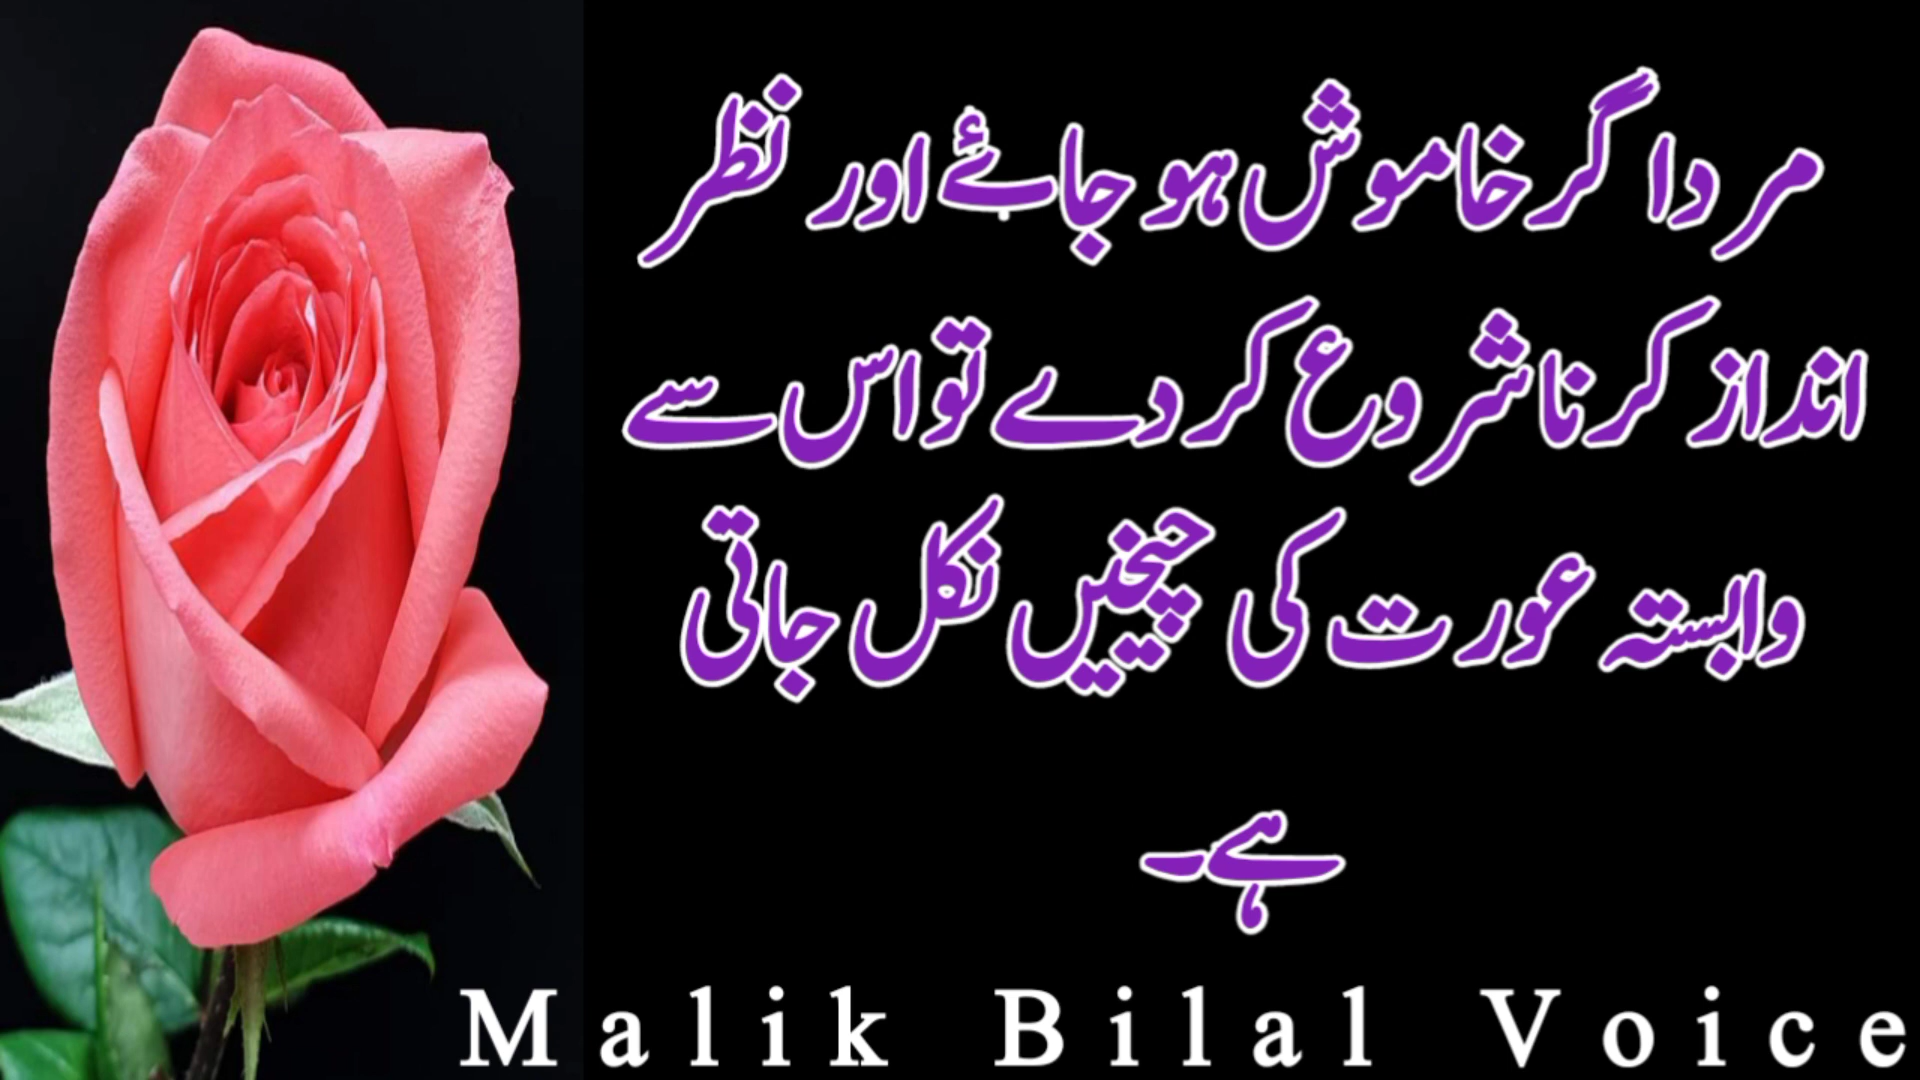 مرد اگر خاموش ہو جائے اور نظر
انداز کرنا شروع کر دے تو اس سے
وابستہ عورت کی چیخیں نکل جاتی
ہے۔
Malik Bilal Voice